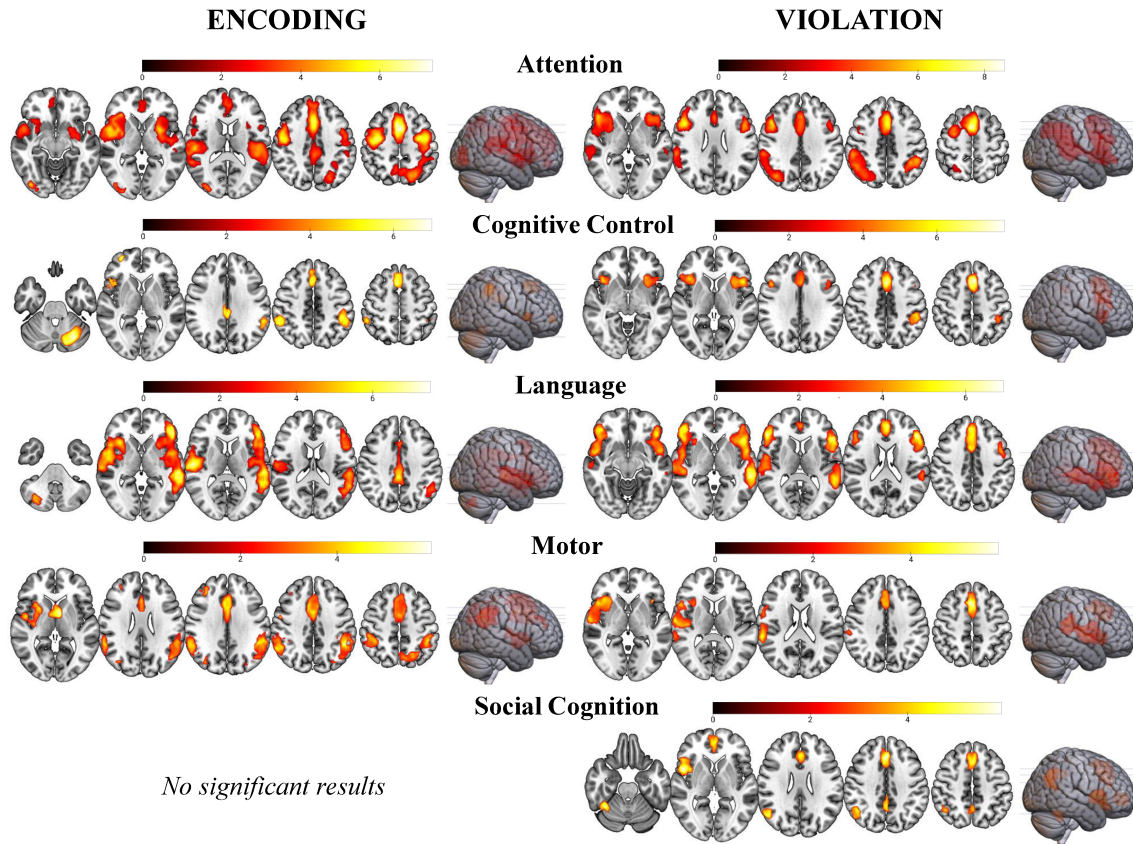 ENCODING VIOLATION
Attention
0 2 4 6
0 2 4 6 8
Cognitive Control
0 2 4 6
0 2 4 6
Language
0 2 4 6
0 2 4 6
Motor
0 2 4
0 2 4
Social Cognition
0 2 4
No significant results